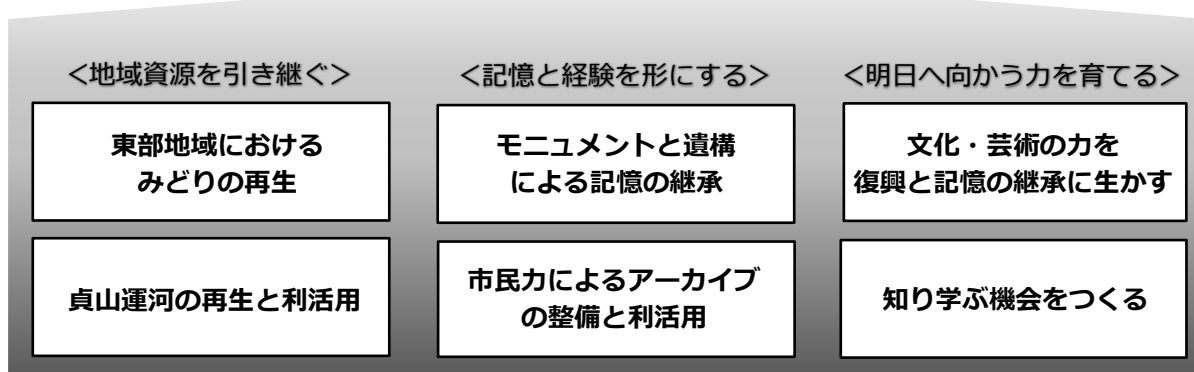 ＜地域資源を引き継ぐ＞
東部地域における
みどりの再生
貞山運河の再生と利活用
＜記憶と経験を形にする＞
モニュメントと遺構
による記憶の継承
市民力によるアーカイブ
の整備と利活用
＜明日へ向かう力を育てる＞
文化・芸術の力を
復興と記憶の継承に生かす
知り学ぶ機会をつくる